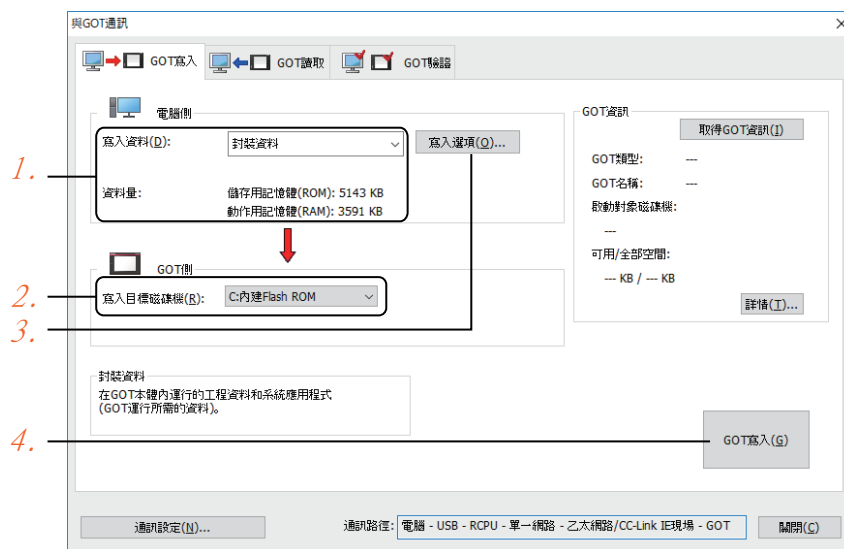 與GOT通訊
GOT寫入 GOT讀取 GOT驗證
電腦側
寫入資料(D): 封裝資料 寫入選項(O)...
1.
資料量: 儲存用記憶體(ROM): 5143 KB
動作用記憶體(RAM): 3591 KB
GOT側
2. 寫入目標磁碟機(R): C:內建Flash ROM
3.
封裝資料
在GOT本體內運行的工程資料和系統應用程式
(GOT運行所需的資料)。
GOT資訊
取得GOT資訊(I)
GOT類型: ---
GOT名稱: ---
啟動對象磁碟機:
---
可用/全部空間:
--- KB / --- KB
詳情(T)...
4. GOT寫入(G)
通訊設定(N)... 通訊路徑: 電腦 - USB - RCPU - 單一網路 - 乙太網路/CC-Link IE現場 - GOT 關閉(C)